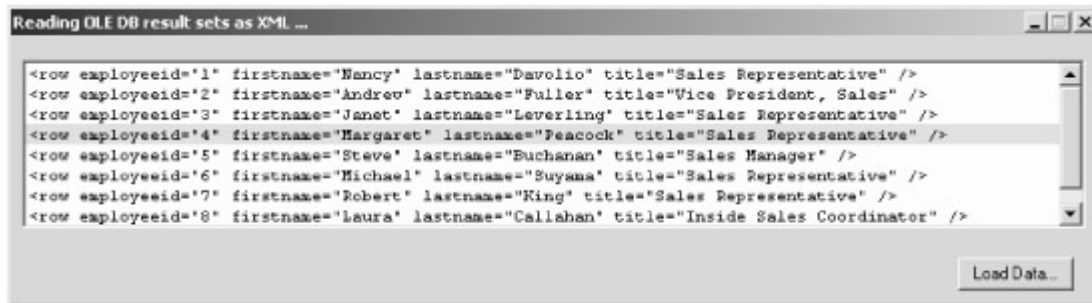 Reading OLE DB result sets as XML ...
<row employeeid="1" firstname="Nancy" lastname="Davolio" title="Sales Representative" />
<row employeeid="2" firstname="Andrew" lastname="Fuller" title="Vice President, Sales" />
<row employeeid="3" firstname="Janet" lastname="Leverling" title="Sales Representative" />
<row employeeid="4" firstname="Margaret" lastname="Peacock" title="Sales Representative" />
<row employeeid="5" firstname="Steve" lastname="Buchanan" title="Sales Manager" />
<row employeeid="6" firstname="Michael" lastname="Suyama" title="Sales Representative" />
<row employeeid="7" firstname="Robert" lastname="King" title="Sales Representative" />
<row employeeid="8" firstname="Laura" lastname="Callahan" title="Inside Sales Coordinator" />
Load Data...